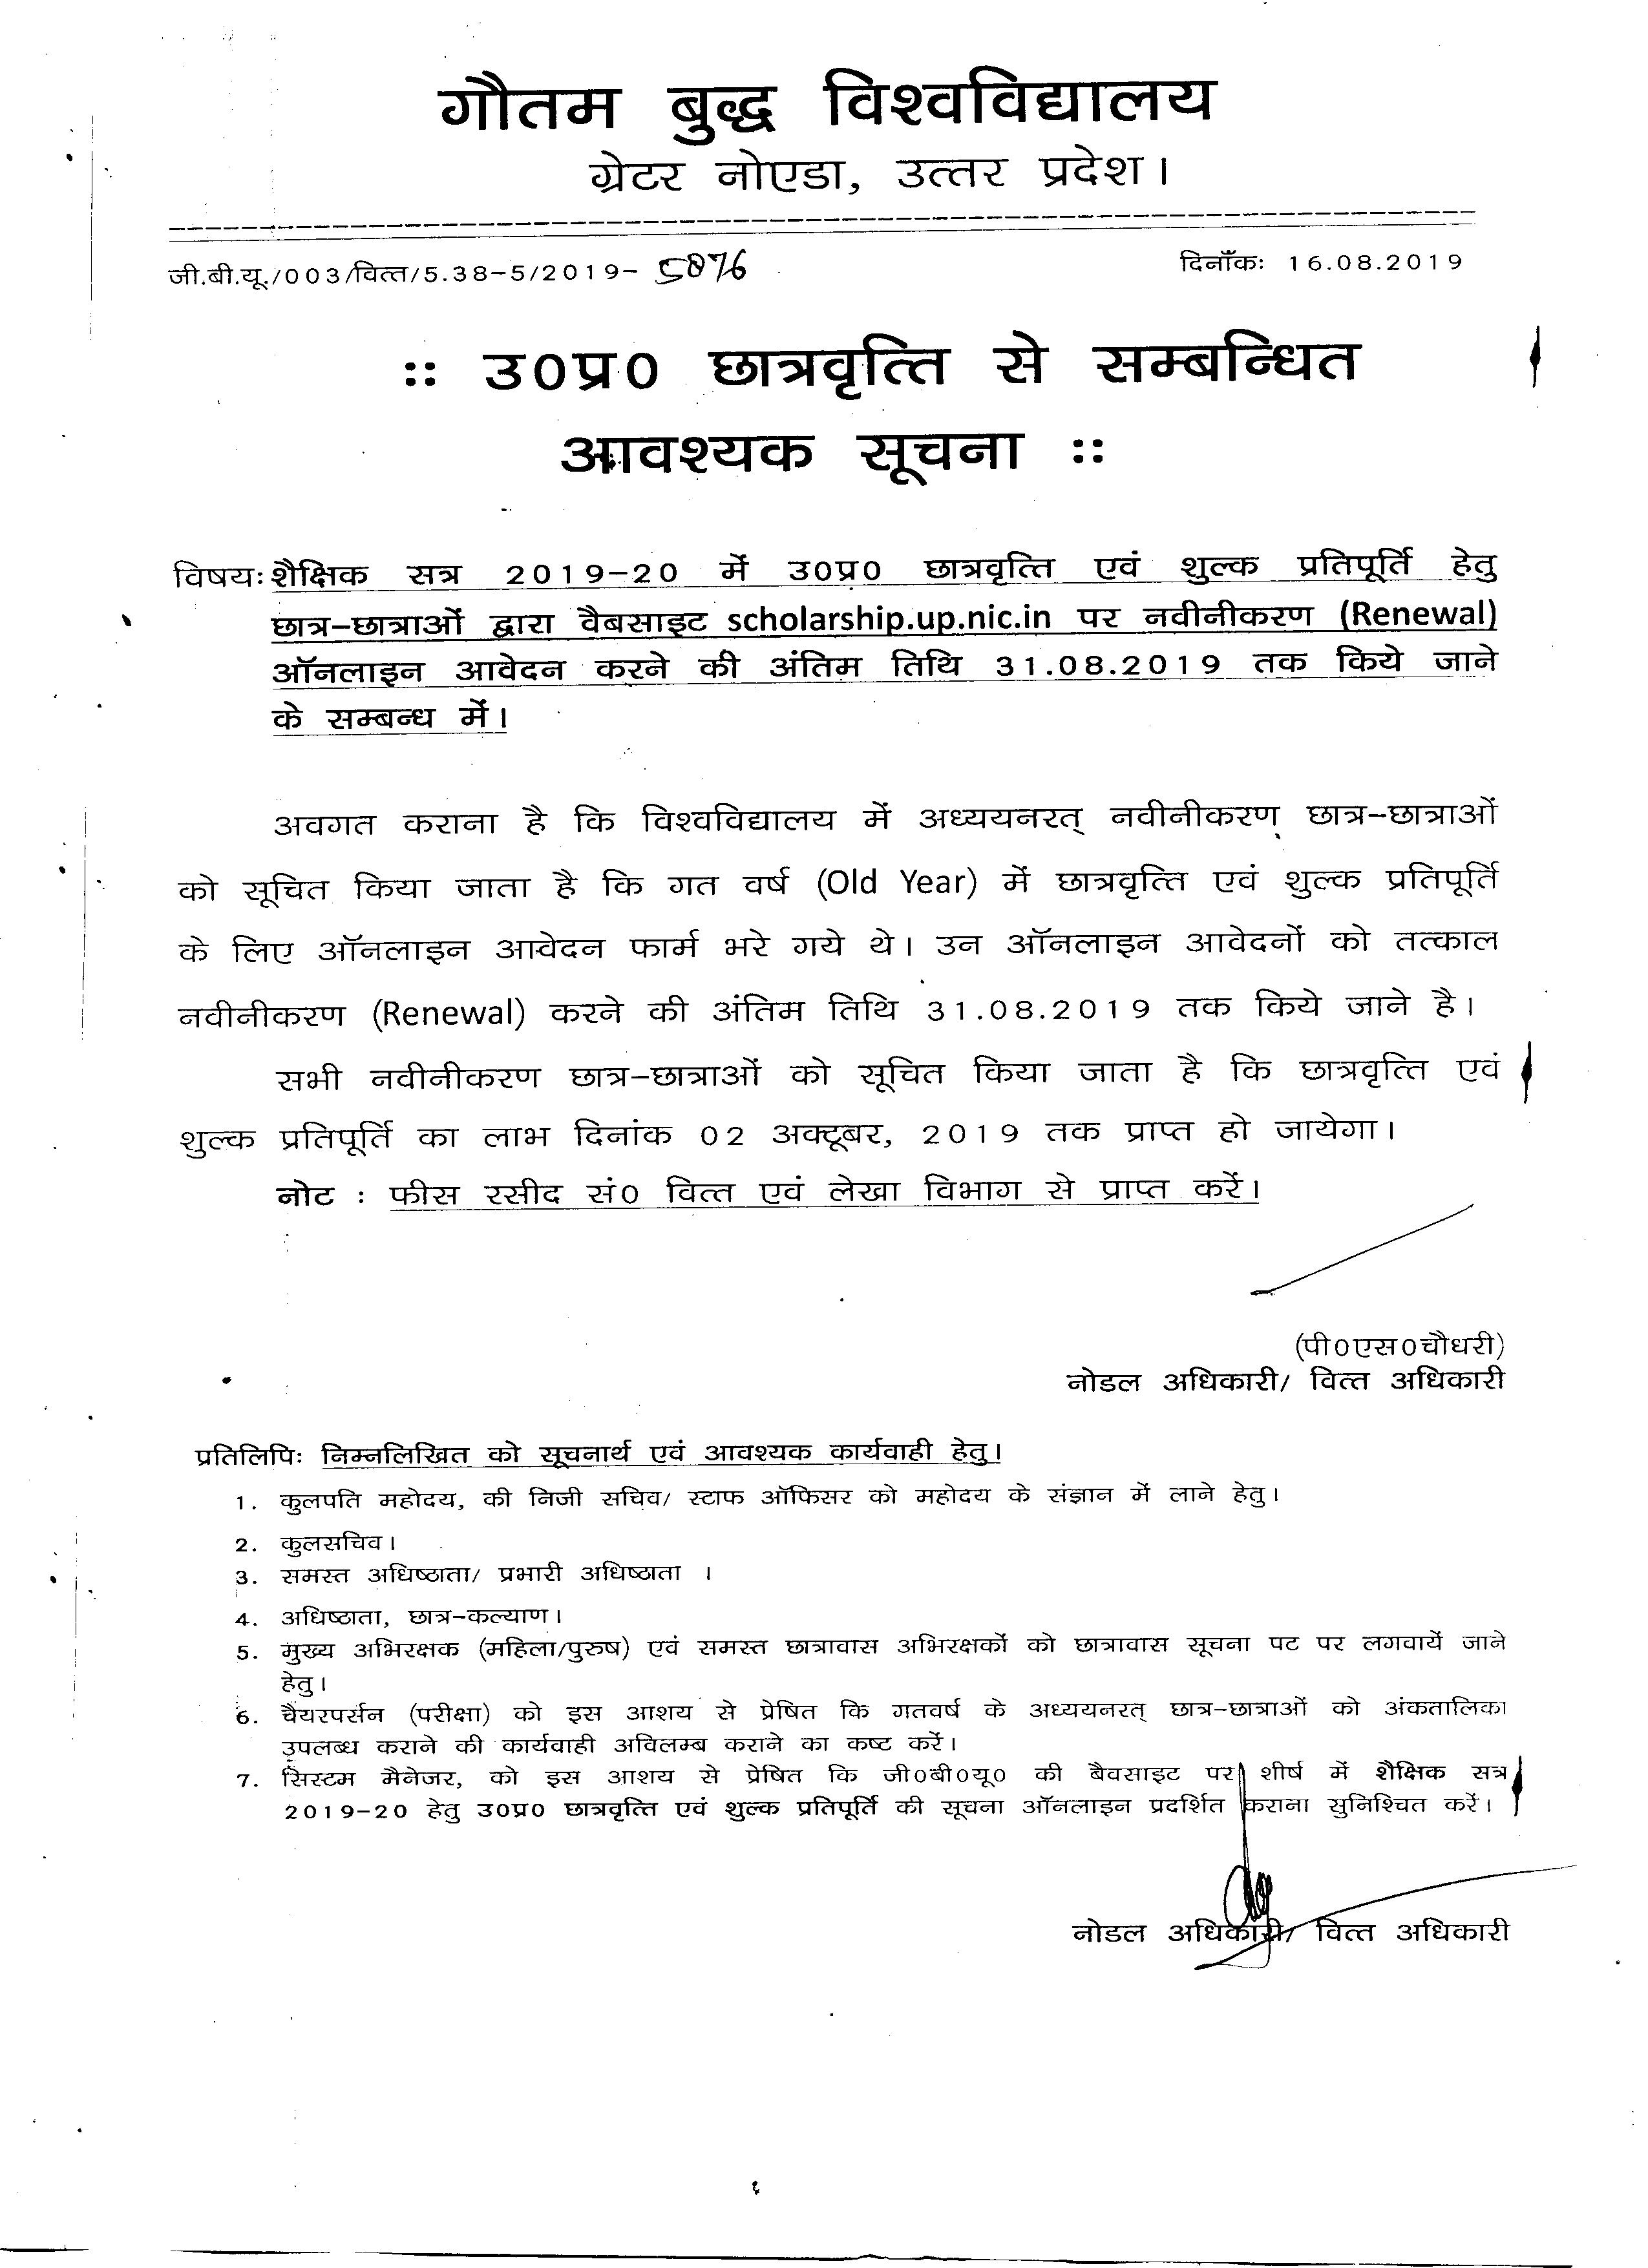 गौतम बुद्ध विश्वविद्यालय
ग्रेटर नोएडा, उत्तर प्रदेश।
जी.बी.यू./003/वित्त/5.38-5/2019- 5076
दिनाँकः 16.08.2019
:: उ0प्र0 छात्रवृत्ति से सम्बन्धित
आवश्यक सूचना ::
विषयः शैक्षिक सत्र 2019-20 में उ0प्र0 छात्रवृत्ति एवं शुल्क प्रतिपूर्ति हेतु
छात्र-छात्राओं द्वारा वैबसाइट scholarship.up.nic.in पर नवीनीकरण (Renewal)
ऑनलाइन आवेदन करने की अंतिम तिथि 31.08.2019 तक किये जाने
के सम्बन्ध में।
अवगत कराना है कि विश्वविद्यालय में अध्ययनरत् नवीनीकरण छात्र-छात्राओं
को सूचित किया जाता है कि गत वर्ष (Old Year) में छात्रवृत्ति एवं शुल्क प्रतिपूर्ति
के लिए ऑनलाइन आवेदन फार्म भरे गये थे। उन ऑनलाइन आवेदनों को तत्काल
नवीनीकरण (Renewal) करने की अंतिम तिथि 31.08.2019 तक किये जाने है।
सभी नवीनीकरण छात्र-छात्राओं को सूचित किया जाता है कि छात्रवृत्ति एवं
शुल्क प्रतिपूर्ति का लाभ दिनांक 02 अक्टूबर, 2019 तक प्राप्त हो जायेगा।
नोट : फीस रसीद सं0 वित्त एवं लेखा विभाग से प्राप्त करें।
(पी0एस0चौधरी)
नोडल अधिकारी/ वित्त अधिकारी
प्रतिलिपिः निम्नलिखित को सूचनार्थ एवं आवश्यक कार्यवाही हेतु।
1. कुलपति महोदय, की निजी सचिव/ स्टाफ ऑफिसर को महोदय के संज्ञान में लाने हेतु।
2. कुलसचिव।
3. समस्त अधिष्ठाता/ प्रभारी अधिष्ठाता ।
4. अधिष्ठाता, छात्र-कल्याण।
5. मुख्य अभिरक्षक (महिला/पुरुष) एवं समस्त छात्रावास अभिरक्षकों को छात्रावास सूचना पट पर लगवायें जाने
हेतु।
6. चैयरपर्सन (परीक्षा) को इस आशय से प्रेषित कि गतवर्ष के अध्ययनरत् छात्र-छात्राओं को अंकतालिका
उपलब्ध कराने की कार्यवाही अविलम्ब कराने का कष्ट करें।
7. सिस्टम मैनेजर, को इस आशय से प्रेषित कि जी0बी0यू0 की बैवसाइट पर शीर्ष में शैक्षिक सत्र
2019-20 हेतु उ0प्र0 छात्रवृत्ति एवं शुल्क प्रतिपूर्ति की सूचना ऑनलाइन प्रदर्शित कराना सुनिश्चित करें।
नोडल अधिकारी/ वित्त अधिकारी